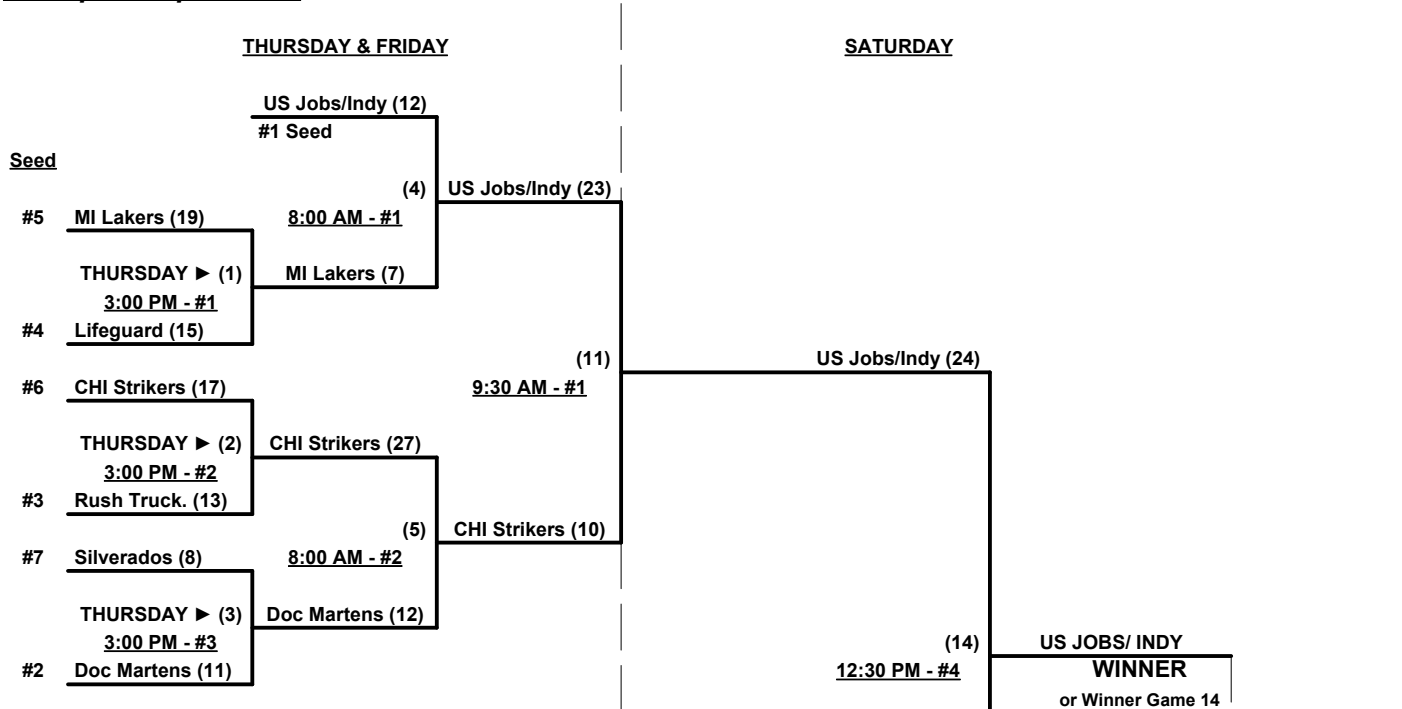 THURSDAY & FRIDAY
SATURDAY
US Jobs/Indy (12)
#1 Seed
Seed
(4)
US Jobs/Indy (23)
#5
MI Lakers (19)
8:00 AM - #1
THURSDAY ► (1)
MI Lakers (7)
3:00 PM - #1
#4
Lifeguard (15)
(11)
US Jobs/Indy (24)
#6
CHI Strikers (17)
9:30 AM - #1
THURSDAY ► (2)
CHI Strikers (27)
3:00 PM - #2
#3
Rush Truck. (13)
(5)
CHI Strikers (10)
#7
Silverados (8)
8:00 AM - #2
THURSDAY ► (3)
Doc Martens (12)
3:00 PM - #3
(14)
US JOBS/ INDY
#2
Doc Martens (11)
12:30 PM - #4
WINNER
or Winner Game 14